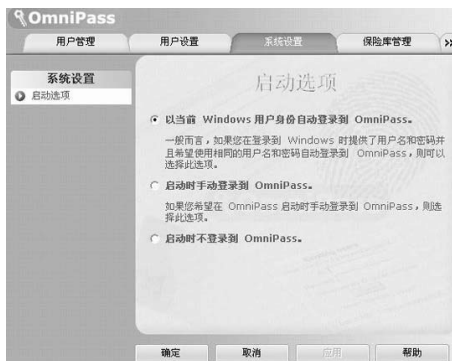 OmniPass
用户管理 用户设置 系统设置 保险库管理
系统设置
启动选项
启动选项
以当前 Windows 用户身份自动登录到 OmniPass。
一般而言，如果您在登录到 Windows 时提供了用户名和密码并
且希望使用相同的用户名和密码自动登录到 OmniPass，则可以
选择此选项。
启动时手动登录到 OmniPass。
如果您希望在 OmniPass 启动时手动登录到 OmniPass，则选
择此选项。
启动时不登录到 OmniPass。
确定 取消 应用 帮助